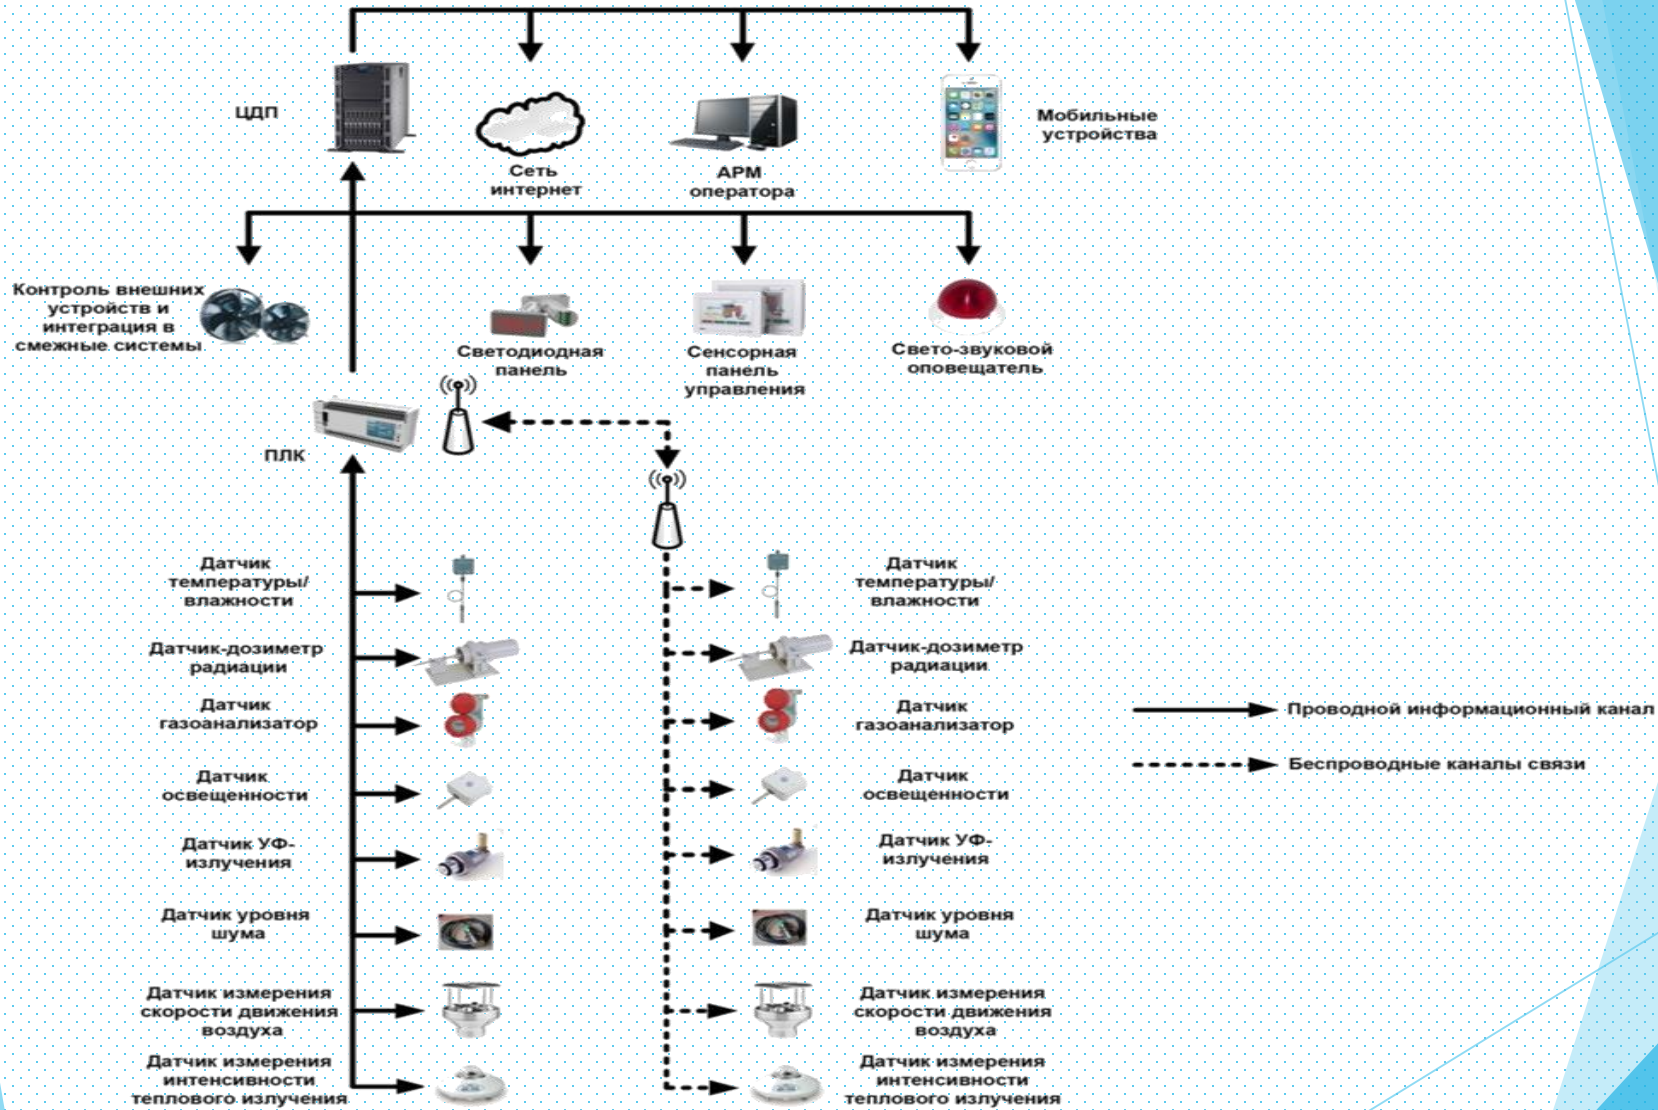 ЦДП
Сеть
интернет
АРМ
оператора
Мобильные
устройства
Контроль внешних
устройств и
интеграция в
смежные системы
Светодиодная
панель
Сенсорная
панель
управления
Свето-звуковой
оповещатель
ПЛК
Датчик
температуры/
влажности
Датчик
температуры/
влажности
Датчик-дозиметр
радиации
Датчик-дозиметр
радиации
Датчик
газоанализатор
Датчик
газоанализатор
Проводной информационный канал
Беспроводные каналы связи
Датчик
освещенности
Датчик
освещенности
Датчик УФ-
излучения
Датчик УФ-
излучения
Датчик уровня
шума
Датчик уровня
шума
Датчик измерения
скорости движения
воздуха
Датчик измерения
скорости движения
воздуха
Датчик измерения
интенсивности
теплового излучения
Датчик измерения
интенсивности
теплового излучения